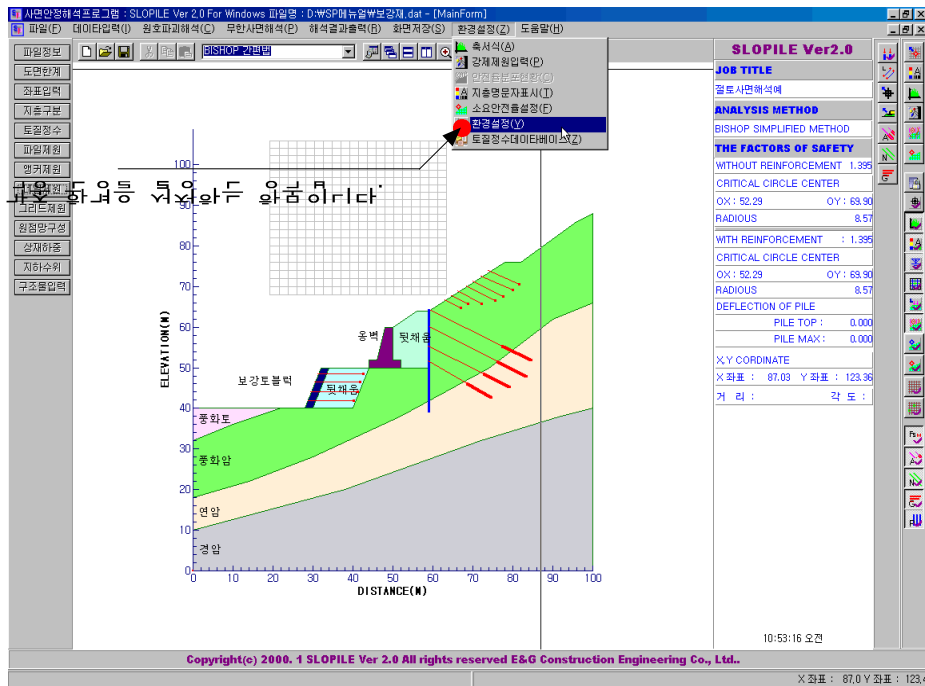 사면안정해석프로그램 : SLOPILE Ver 2,0 For Windows 파일명 : D:₩SP메뉴얼₩보강재,dat - [MainForm]
파일(F) 데이타입력(I) 원호파괴해석(C) 무한사면해석(P) 해석결과출력(R) 화면저장(S) 환경설정(Z) 도움말(H)
BISHOP 간편법
축서식(A)
강제제원입력(P)
안전율분포현황(C)
지층명문자표시(T)
소요안전율설정(F)
환경설정(Y)
토질정수데이타베이스(Z)
파일정보
도면한계
좌표입력
지층구분
토질정수
파일제원
앵커제원
그리드제원
원점망구성
상재하중
지하수위
구조물입력
ELEVATION(M)
100
90
80
70
60
50
40
30
20
10
0
옹벽
뒷채움
보강토블럭
뒷채움
풍화토
풍화암
연암
경암
0 10 20 30 40 50 60 70 80 90 100
DISTANCE(M)
SLOPILE Ver2.0
JOB TITLE
절토사면해석예
ANALYSIS METHOD
BISHOP SIMPLIFIED METHOD
THE FACTORS OF SAFETY
WITHOUT REINFORCEMENT 1.395
CRITICAL CIRCLE CENTER
OX : 52.29 OY : 69.90
RADIOUS 8.57
WITH REINFORCEMENT : 1.395
CRITICAL CIRCLE CENTER
OX : 52.29 OY : 69.90
RADIOUS 8.57
DEFLECTION OF PILE
PILE TOP : 0.000
PILE MAX : 0.000
X,Y CORDINATE
X 좌표 : 87.03 Y 좌표 : 123.36
거 리 : 각 도 :
10:53:16 오전
Copyright(c) 2000. 1 SLOPILE Ver 2.0 All rights reserved E&G Construction Engineering Co., Ltd..
X 좌표 : 87,0 Y 좌표 : 123,4